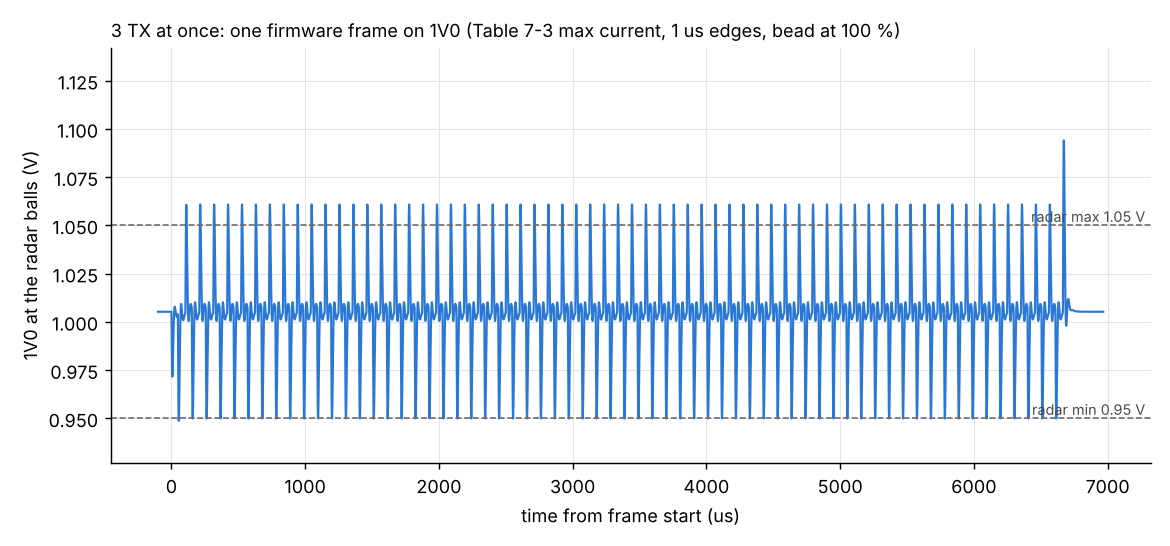 3 TX at once: one firmware frame on 1V0 (Table 7-3 max current, 1 us edges, bead at 100 %)
1V0 at the radar balls (V)
1.125
1.100
1.075
1.050
1.025
1.000
0.975
0.950
radar max 1.05 V
radar min 0.95 V
0 1000 2000 3000 4000 5000 6000 7000
time from frame start (us)